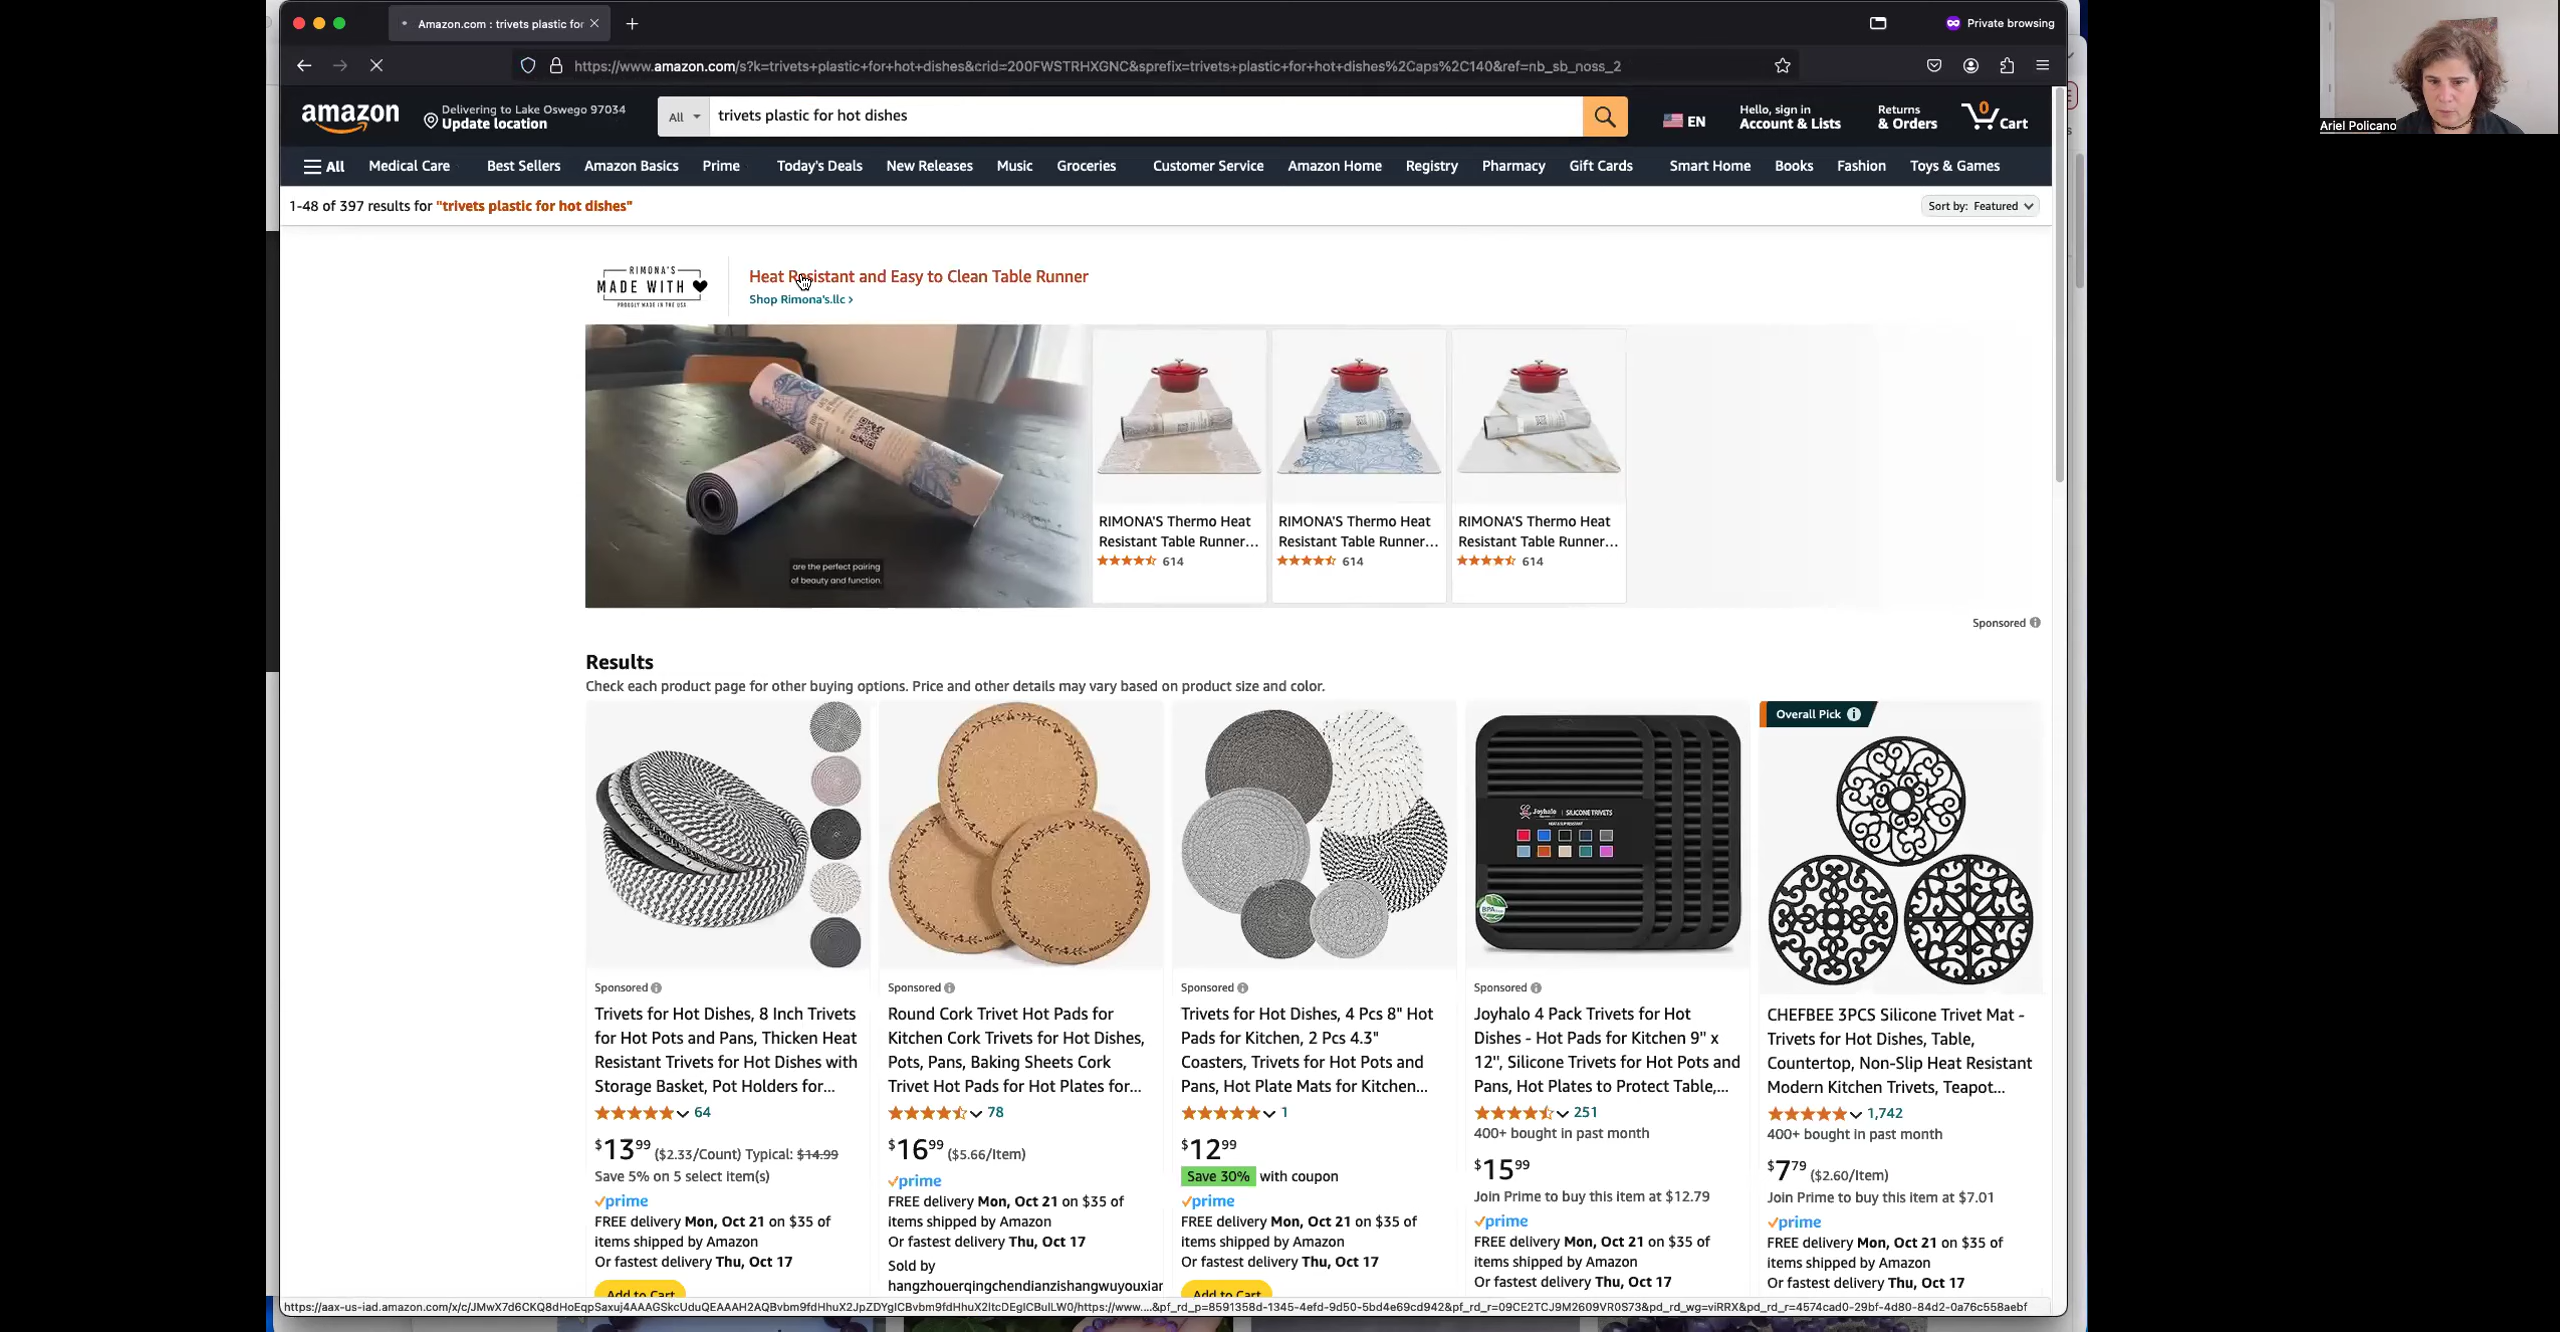 Amazon.com : trivets plastic for
Private browsing
https://www.amazon.com/s?k=trivets+plastic+for+hot+dishes&crid=200FWSTRHXGNC&sprefix=trivets+plastic+for+hot+dishes%2Caps%2C140&ref=nb_sb_noss_2
Ariel Policano
amazon
Delivering to Lake Oswego 97034
Update location
All
trivets plastic for hot dishes
EN
Hello, sign in
Account & Lists
Returns
& Orders
0
Cart
All Medical Care Best Sellers Amazon Basics Prime Today's Deals New Releases Music Groceries Customer Service Amazon Home Registry Pharmacy Gift Cards Smart Home Books Fashion Toys & Games
1-48 of 397 results for "trivets plastic for hot dishes"
Sort by: Featured
RIMONA'S
MADE WITH
PROUDLY MADE IN THE USA
Heat Resistant and Easy to Clean Table Runner
Shop Rimona's.llc ›
are the perfect pairing
of beauty and function.
RIMONA'S Thermo Heat
Resistant Table Runner...
614
RIMONA'S Thermo Heat
Resistant Table Runner...
614
RIMONA'S Thermo Heat
Resistant Table Runner...
614
Sponsored
Results
Check each product page for other buying options. Price and other details may vary based on product size and color.
Sponsored
Trivets for Hot Dishes, 8 Inch Trivets
for Hot Pots and Pans, Thicken Heat
Resistant Trivets for Hot Dishes with
Storage Basket, Pot Holders for...
64
$13 99 ($2.33/Count) Typical: $14.99
Save 5% on 5 select item(s)
prime
FREE delivery Mon, Oct 21 on $35 of
items shipped by Amazon
Or fastest delivery Thu, Oct 17
Add to Cart
Sponsored
Round Cork Trivet Hot Pads for
Kitchen Cork Trivets for Hot Dishes,
Pots, Pans, Baking Sheets Cork
Trivet Hot Pads for Hot Plates for...
78
$16 99 ($5.66/Item)
prime
FREE delivery Mon, Oct 21 on $35 of
items shipped by Amazon
Or fastest delivery Thu, Oct 17
Sold by
hangzhouerqingchendianzishangwuyouxiar
Sponsored
Trivets for Hot Dishes, 4 Pcs 8" Hot
Pads for Kitchen, 2 Pcs 4.3"
Coasters, Trivets for Hot Pots and
Pans, Hot Plate Mats for Kitchen...
1
$12 99
Save 30% with coupon
prime
FREE delivery Mon, Oct 21 on $35 of
items shipped by Amazon
Or fastest delivery Thu, Oct 17
Add to Cart
Joyhalo SILICONE TRIVETS
Sponsored
Joyhalo 4 Pack Trivets for Hot
Dishes - Hot Pads for Kitchen 9" x
12", Silicone Trivets for Hot Pots and
Pans, Hot Plates to Protect Table,...
251
400+ bought in past month
$15 99
Join Prime to buy this item at $12.79
prime
FREE delivery Mon, Oct 21 on $35 of
items shipped by Amazon
Or fastest delivery Thu, Oct 17
Overall Pick
CHEFBEE 3PCS Silicone Trivet Mat -
Trivets for Hot Dishes, Table,
Countertop, Non-Slip Heat Resistant
Modern Kitchen Trivets, Teapot...
1,742
400+ bought in past month
$7 79 ($2.60/Item)
Join Prime to buy this item at $7.01
prime
FREE delivery Mon, Oct 21 on $35 of
items shipped by Amazon
Or fastest delivery Thu, Oct 17